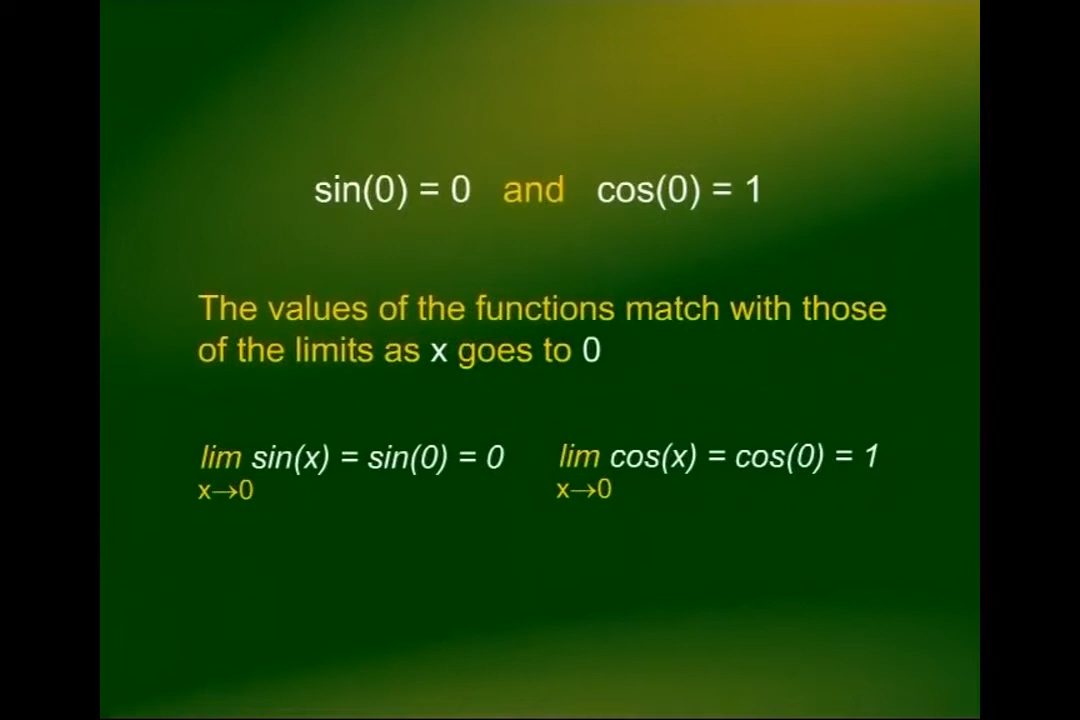 sin(0) = 0 and cos(0) = 1
The values of the functions match with those
of the limits as x goes to 0
lim sin(x) = sin(0) = 0 lim cos(x) = cos(0) = 1
x→0 x→0